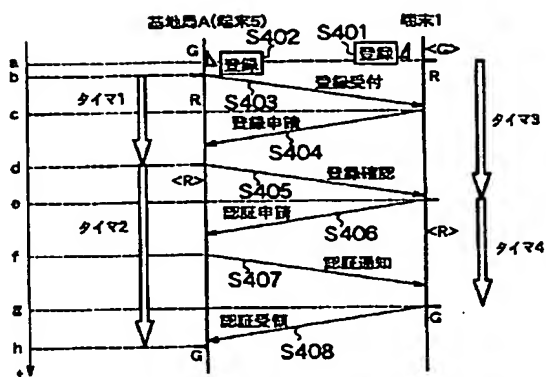 基地局A(端末5)
端末1
S402
S401
G
登録
登録
<G>
a
b
R
登録受付
タイマ1
R
S403
c
登録申請
S404
タイマ3
d
登録確認
<R>
S405
e
認証申請
S406
<R>
タイマ2
f
認証通知
タイマ4
S407
g
G
認証受領
S408
h
G
t